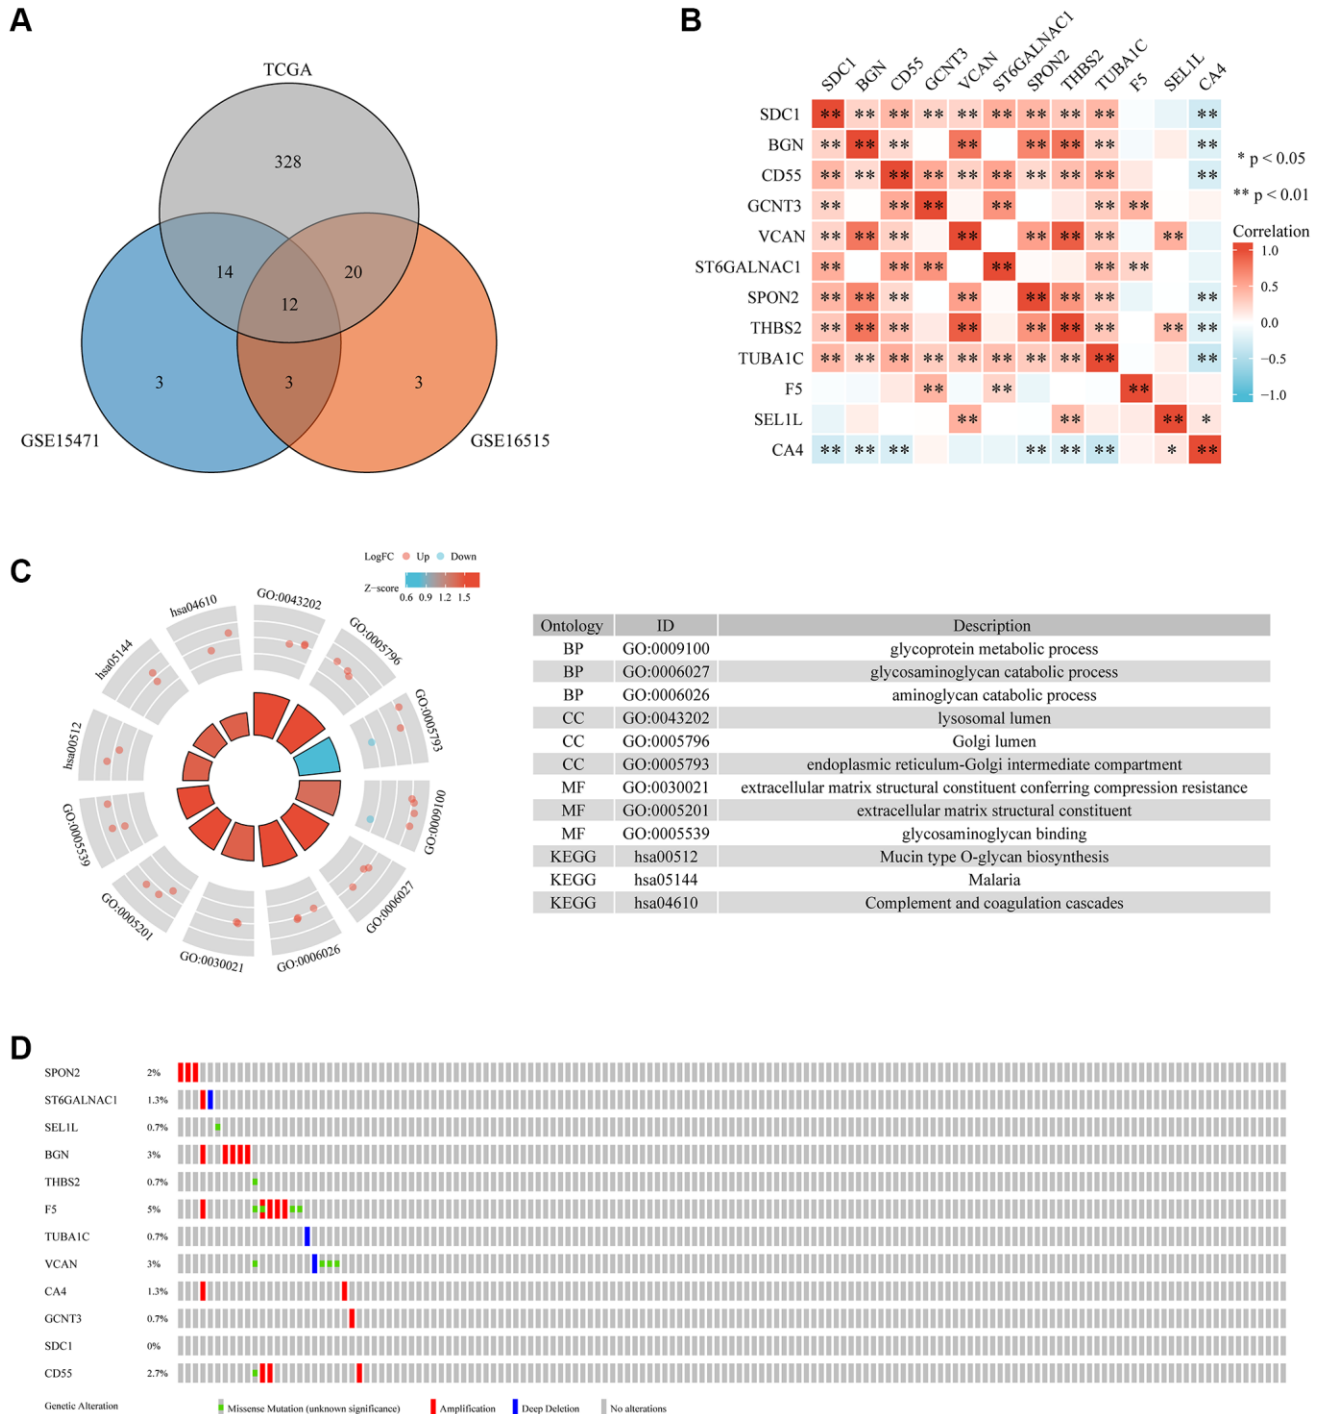 A
TCGA
328
14
20
12
3
3
3
GSE15471
GSE16515
B
SDC1
BGN
CD55
GCNT3
VCAN
ST6GALNAC1
SPON2
THBS2
TUBA1C
F5
SEL1L
CA4
SDC1 ** ** ** ** ** ** ** ** ** **
BGN ** ** ** ** ** ** ** **
CD55 ** ** ** ** ** ** ** ** ** **
GCNT3 ** ** ** ** ** **
VCAN ** ** ** ** ** ** ** **
ST6GALNAC1 ** ** ** ** ** **
SPON2 ** ** ** ** ** ** ** **
THBS2 ** ** ** ** ** ** ** ** **
TUBA1C ** ** ** ** ** ** ** ** ** **
F5 ** ** **
SEL1L ** ** ** *
CA4 ** ** ** ** ** ** * **
* p < 0.05
** p < 0.01
Correlation
1.0
0.5
0.0
−0.5
−1.0
C
LogFC Up Down
Z−score
0.6 0.9 1.2 1.5
GO:0043202
GO:0005796
GO:0005793
GO:0009100
GO:0006027
GO:0006026
GO:0030021
GO:0005201
GO:0005539
hsa00512
hsa05144
hsa04610
Ontology ID Description
BP GO:0009100 glycoprotein metabolic process
BP GO:0006027 glycosaminoglycan catabolic process
BP GO:0006026 aminoglycan catabolic process
CC GO:0043202 lysosomal lumen
CC GO:0005796 Golgi lumen
CC GO:0005793 endoplasmic reticulum-Golgi intermediate compartment
MF GO:0030021 extracellular matrix structural constituent conferring compression resistance
MF GO:0005201 extracellular matrix structural constituent
MF GO:0005539 glycosaminoglycan binding
KEGG hsa00512 Mucin type O-glycan biosynthesis
KEGG hsa05144 Malaria
KEGG hsa04610 Complement and coagulation cascades
D
SPON2 2%
ST6GALNAC1 1.3%
SEL1L 0.7%
BGN 3%
THBS2 0.7%
F5 5%
TUBA1C 0.7%
VCAN 3%
CA4 1.3%
GCNT3 0.7%
SDC1 0%
CD55 2.7%
Genetic Alteration Missense Mutation (unknown significance) Amplification Deep Deletion No alterations